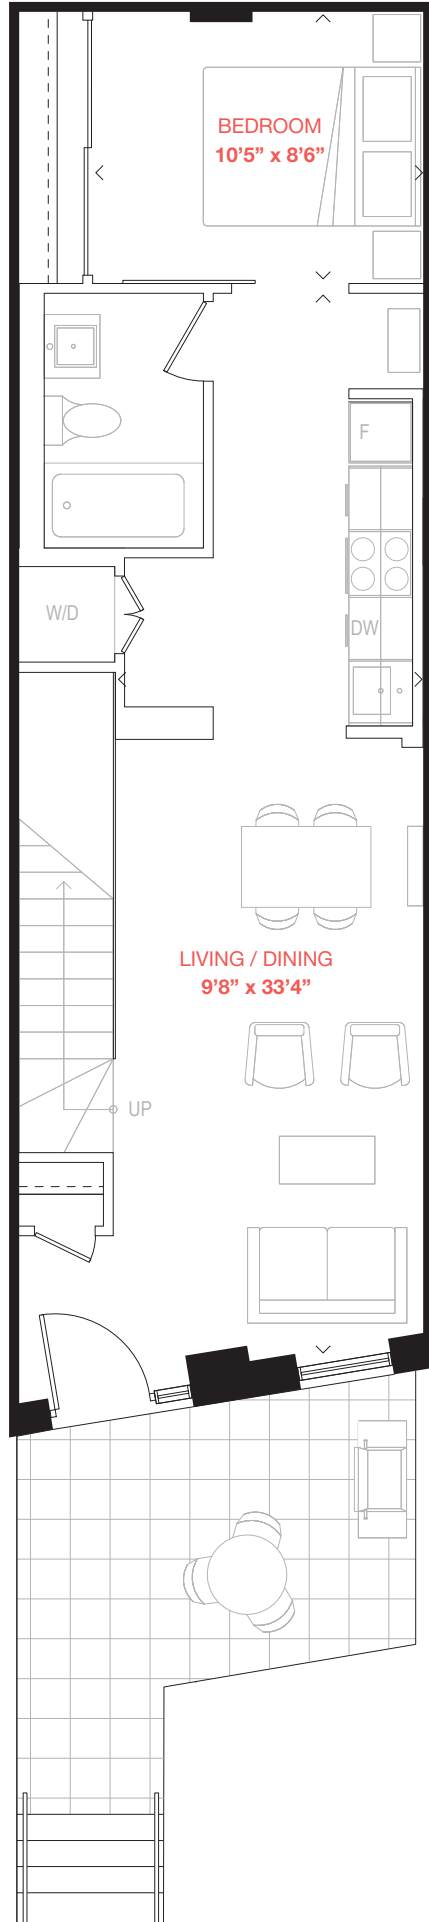 BEDROOM
10’5” x 8’6”
F
W/D
DW
LIVING / DINING
9’8” x 33’4”
UP